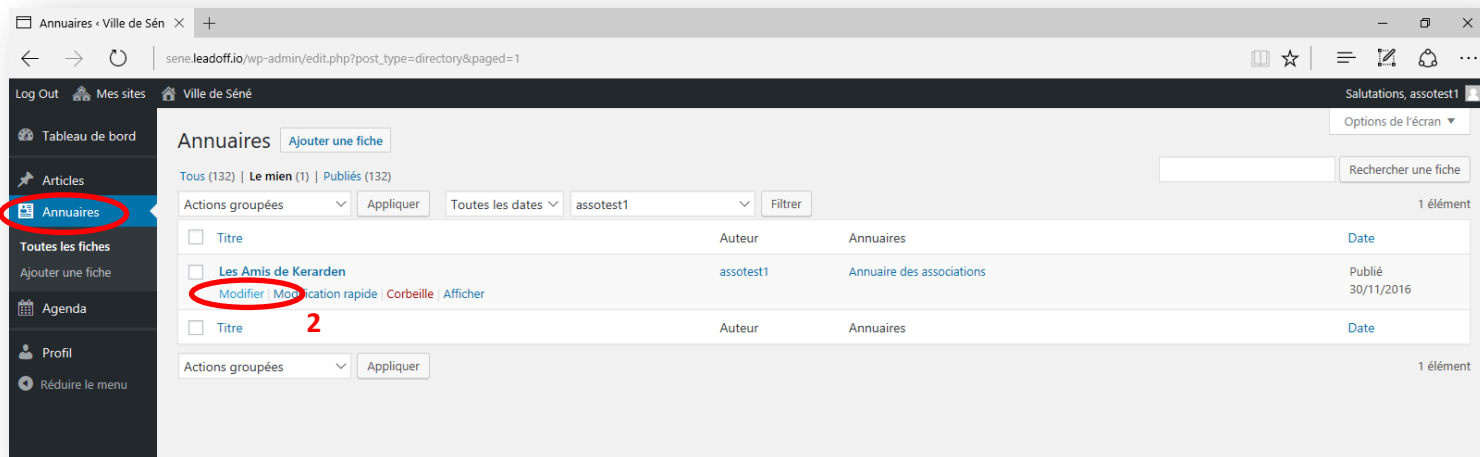 Annuaires ‹ Ville de Sén
sene.leadoff.io/wp-admin/edit.php?post_type=directory&paged=1
Log Out Mes sites Ville de Séné Salutations, assotest1
Options de l'écran
Tableau de bord
Articles
Annuaires
Toutes les fiches
Ajouter une fiche
Agenda
Profil
Réduire le menu
Annuaires Ajouter une fiche
Tous (132) | Le mien (1) | Publiés (132)
Rechercher une fiche
Actions groupées Appliquer Toutes les dates assotest1 Filtrer 1 élément
Titre Auteur Annuaires Date
Les Amis de Kerarden assotest1 Annuaire des associations Publié
30/11/2016
Modifier | Modification rapide | Corbeille | Afficher
2
Titre Auteur Annuaires Date
Actions groupées Appliquer 1 élément